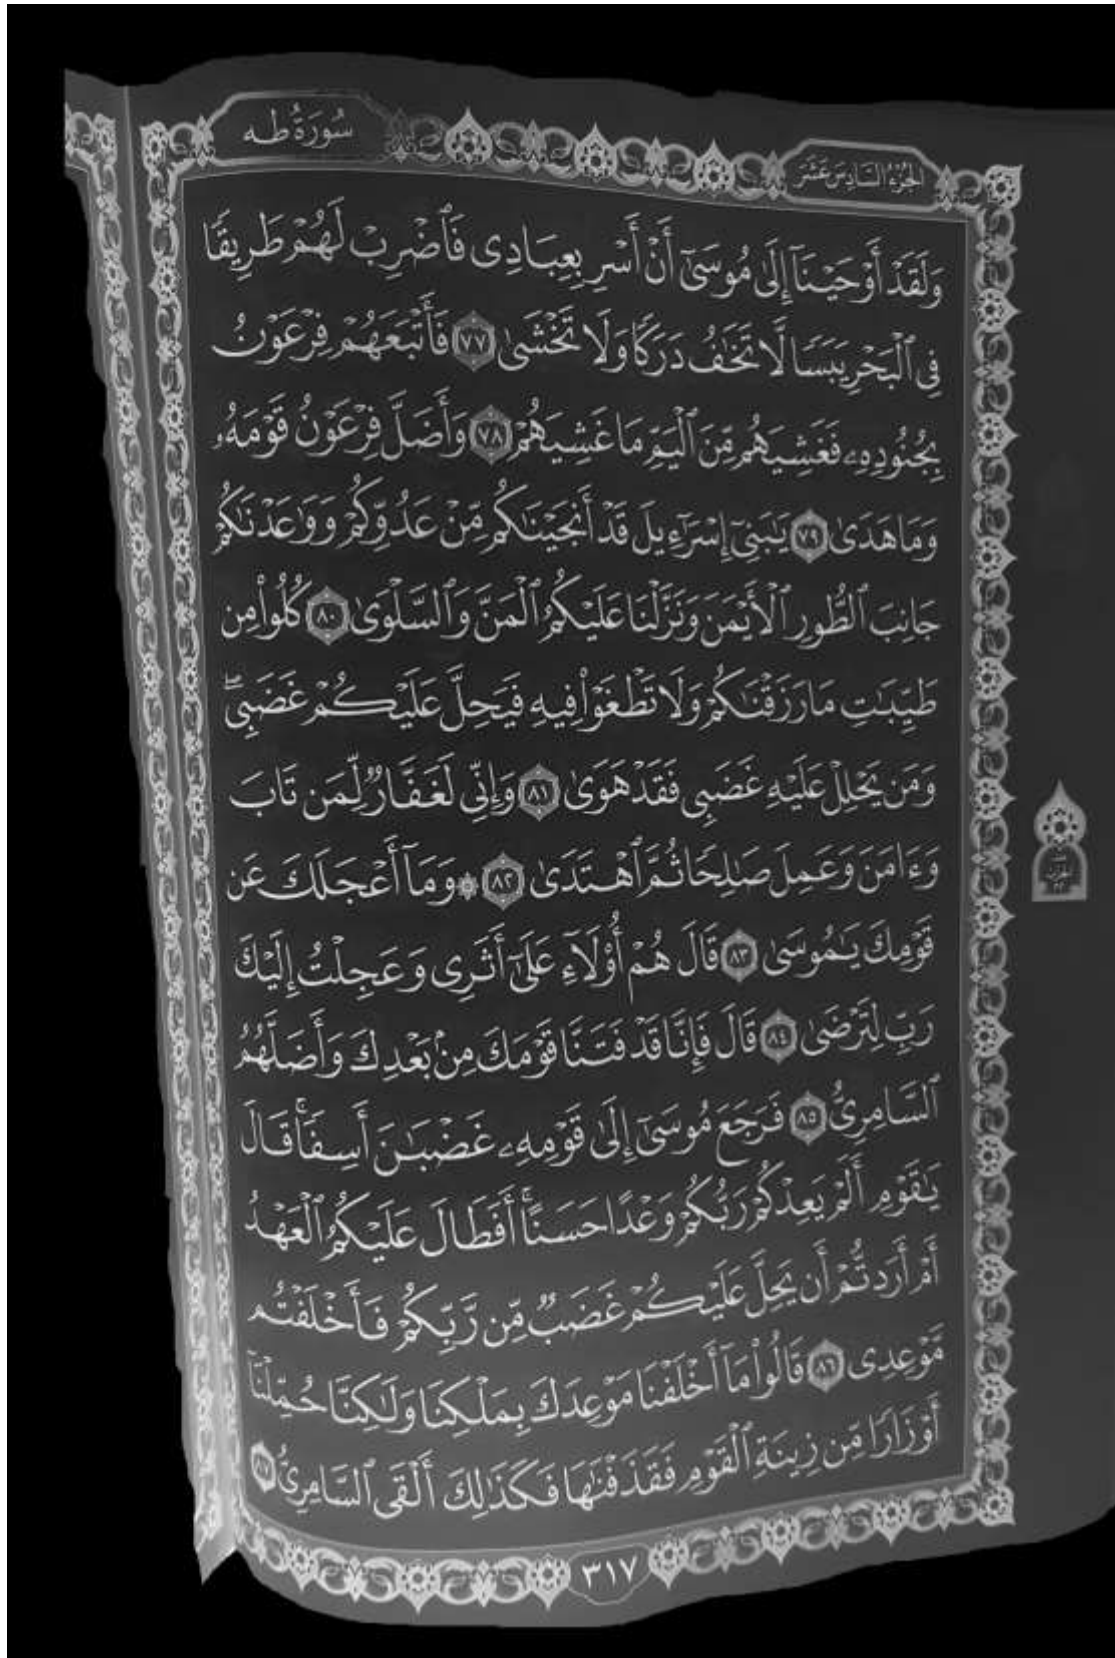 الجُزْءُ السَّادِسَ عَشَرَ
سُورَةُ طه
وَلَقَدْ أَوْحَيْنَآ إِلَىٰ مُوسَىٰٓ أَنْ أَسْرِ بِعِبَادِى فَٱضْرِبْ لَهُمْ طَرِيقًا
فِى ٱلْبَحْرِ يَبَسًا لَّا تَخَٰفُ دَرَكًا وَلَا تَخْشَىٰ ٧٧ فَأَتْبَعَهُمْ فِرْعَوْنُ
بِجُنُودِهِۦ فَغَشِيَهُم مِّنَ ٱلْيَمِّ مَا غَشِيَهُمْ ٧٨ وَأَضَلَّ فِرْعَوْنُ قَوْمَهُۥ
وَمَا هَدَىٰ ٧٩ يَٰبَنِىٓ إِسْرَٰٓءِيلَ قَدْ أَنجَيْنَٰكُم مِّنْ عَدُوِّكُمْ وَوَٰعَدْنَٰكُمْ
جَانِبَ ٱلطُّورِ ٱلْأَيْمَنَ وَنَزَّلْنَا عَلَيْكُمُ ٱلْمَنَّ وَٱلسَّلْوَىٰ ٨٠ كُلُوا۟ مِن
طَيِّبَٰتِ مَا رَزَقْنَٰكُمْ وَلَا تَطْغَوْا۟ فِيهِ فَيَحِلَّ عَلَيْكُمْ غَضَبِىۖ
وَمَن يَحْلِلْ عَلَيْهِ غَضَبِى فَقَدْ هَوَىٰ ٨١ وَإِنِّى لَغَفَّارٌ لِّمَن تَابَ
وَءَامَنَ وَعَمِلَ صَٰلِحًا ثُمَّ ٱهْتَدَىٰ ٨٢ ۞ وَمَآ أَعْجَلَكَ عَن
قَوْمِكَ يَٰمُوسَىٰ ٨٣ قَالَ هُمْ أُو۟لَآءِ عَلَىٰٓ أَثَرِى وَعَجِلْتُ إِلَيْكَ
رَبِّ لِتَرْضَىٰ ٨٤ قَالَ فَإِنَّا قَدْ فَتَنَّا قَوْمَكَ مِنۢ بَعْدِكَ وَأَضَلَّهُمُ
ٱلسَّامِرِىُّ ٨٥ فَرَجَعَ مُوسَىٰٓ إِلَىٰ قَوْمِهِۦ غَضْبَٰنَ أَسِفًاۚ قَالَ
يَٰقَوْمِ أَلَمْ يَعِدْكُمْ رَبُّكُمْ وَعْدًا حَسَنًاۚ أَفَطَالَ عَلَيْكُمُ ٱلْعَهْدُ
أَمْ أَرَدتُّمْ أَن يَحِلَّ عَلَيْكُمْ غَضَبٌ مِّن رَّبِّكُمْ فَأَخْلَفْتُم
مَّوْعِدِى ٨٦ قَالُوا۟ مَآ أَخْلَفْنَا مَوْعِدَكَ بِمَلْكِنَا وَلَٰكِنَّا حُمِّلْنَآ
أَوْزَارًا مِّن زِينَةِ ٱلْقَوْمِ فَقَذَفْنَٰهَا فَكَذَٰلِكَ أَلْقَى ٱلسَّامِرِىُّ ٨٧
٣١٧